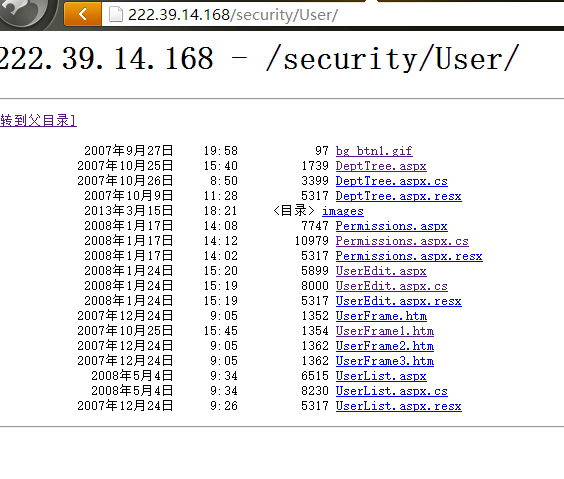 222.39.14.168/security/User/
222.39.14.168 - /security/User/
转到父目录]
2007年9月27日 19:58 97 bg_btn1.gif
2007年10月25日 15:40 1739 DeptTree.aspx
2007年10月26日 8:50 3399 DeptTree.aspx.cs
2007年10月9日 11:28 5317 DeptTree.aspx.resx
2013年3月15日 18:21 <目录> images
2008年1月17日 14:08 7747 Permissions.aspx
2008年1月17日 14:12 10979 Permissions.aspx.cs
2008年1月17日 14:02 5317 Permissions.aspx.resx
2008年1月24日 15:20 5899 UserEdit.aspx
2008年1月24日 15:19 8000 UserEdit.aspx.cs
2008年1月24日 15:19 5317 UserEdit.aspx.resx
2007年12月24日 9:05 1352 UserFrame.htm
2007年10月25日 15:45 1354 UserFrame1.htm
2007年12月24日 9:05 1362 UserFrame2.htm
2007年12月24日 9:05 1362 UserFrame3.htm
2008年5月4日 9:34 6515 UserList.aspx
2008年5月4日 9:34 8230 UserList.aspx.cs
2007年12月24日 9:26 5317 UserList.aspx.resx